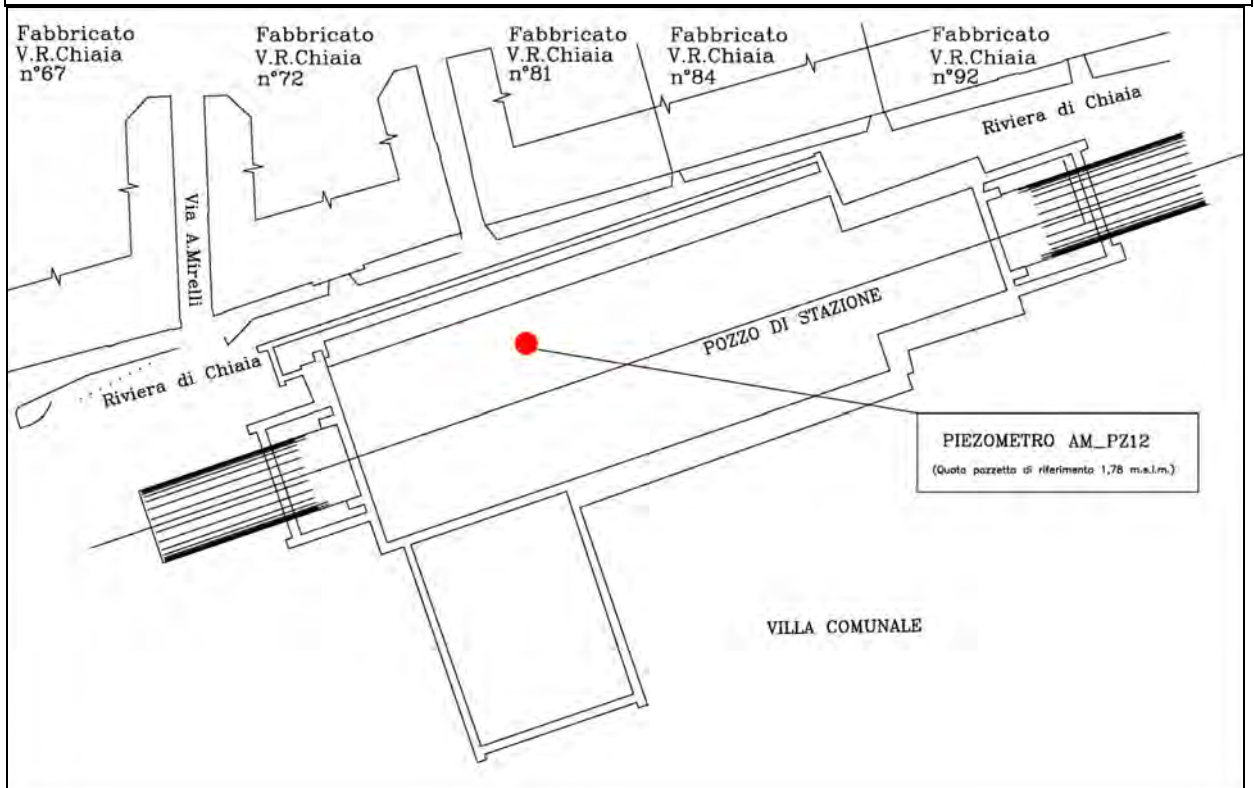 Fabbricato
V.R.Chiaia
n°67
Fabbricato
V.R.Chiaia
n°72
Fabbricato
V.R.Chiaia
n°81
Fabbricato
V.R.Chiaia
n°84
Fabbricato
V.R.Chiaia
n°92
Riviera di Chiaia
Via A.Mirelli
POZZO DI STAZIONE
Riviera di Chiaia
PIEZOMETRO AM_PZ12
(Quota pozzetto di riferimento 1,78 m.s.l.m.)
VILLA COMUNALE